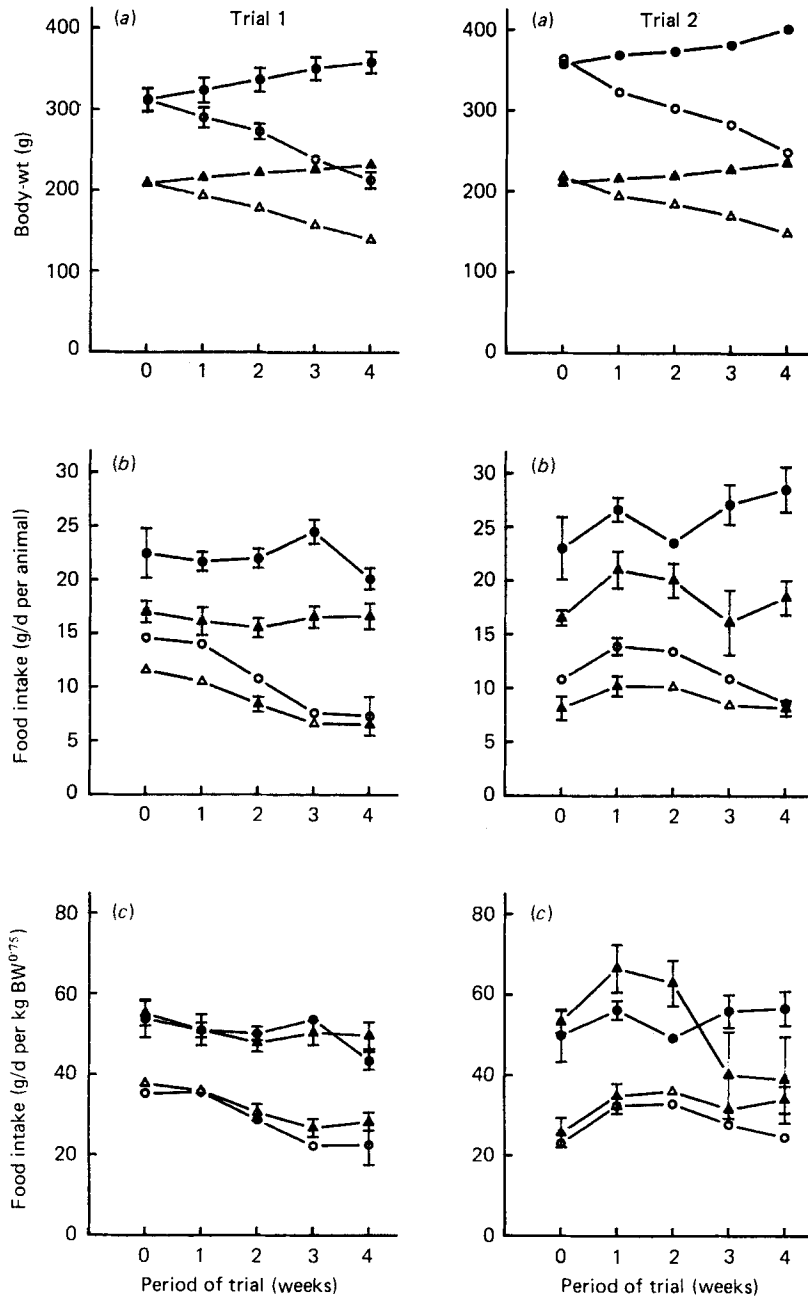 Trial 1
(a)
Body-wt (g)
400
300
200
100
0
0 1 2 3 4
Trial 2
(a)
400
300
200
100
0
0 1 2 3 4
(b)
Food intake (g/d per animal)
30
25
20
15
10
5
0
0 1 2 3 4
(b)
30
25
20
15
10
5
0
0 1 2 3 4
(c)
Food intake (g/d per kg BW^0·75)
80
60
40
20
0
0 1 2 3 4
Period of trial (weeks)
(c)
80
60
40
20
0
0 1 2 3 4
Period of trial (weeks)